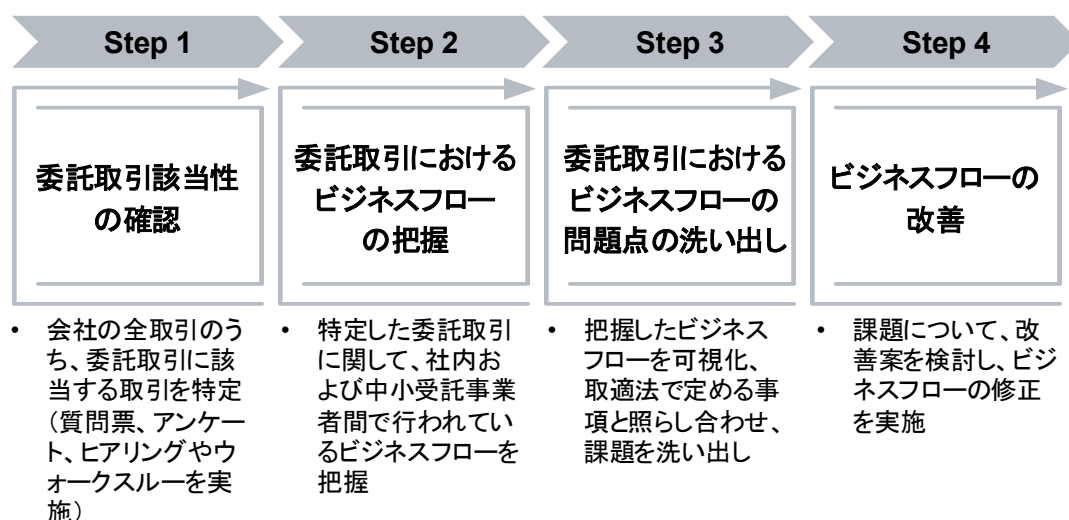 Step 1
Step 2
Step 3
Step 4
委託取引該当性
の確認
委託取引における
ビジネスフロー
の把握
委託取引における
ビジネスフローの
問題点の洗い出し
ビジネスフローの
改善
• 会社の全取引のう
ち、委託取引に該
当する取引を特定
（質問票、アンケー
ト、ヒアリングやウ
ォークスルーを実
施）
• 特定した委託取引
に関して、社内お
よび中小受託事業
者間で行われてい
るビジネスフローを
把握
• 把握したビジネス
フローを可視化、
取適法で定める事
項と照らし合わせ、
課題を洗い出し
• 課題について、改
善案を検討し、ビジ
ネスフローの修正
を実施